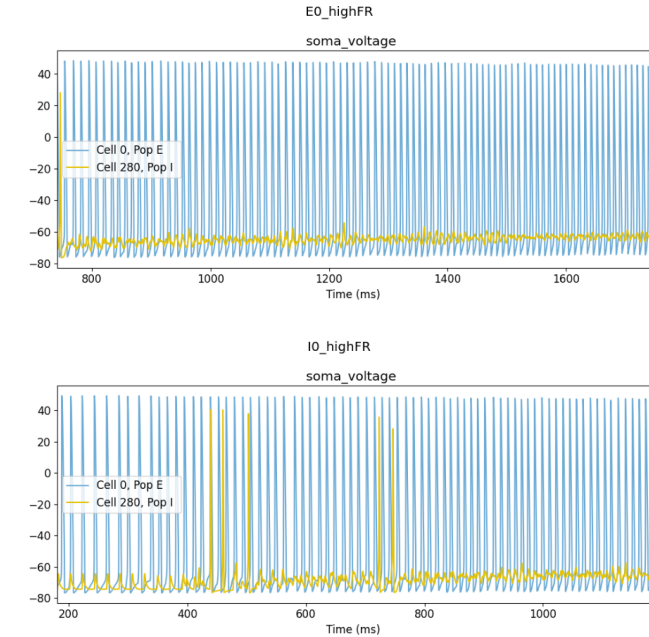 E0_highFR
soma_voltage
40
20
0
−20
−40
−60
−80
Cell 0, Pop E
Cell 280, Pop I
800
1000
1200
1400
1600
Time (ms)
I0_highFR
soma_voltage
40
20
0
−20
−40
−60
−80
Cell 0, Pop E
Cell 280, Pop I
200
400
600
800
1000
Time (ms)